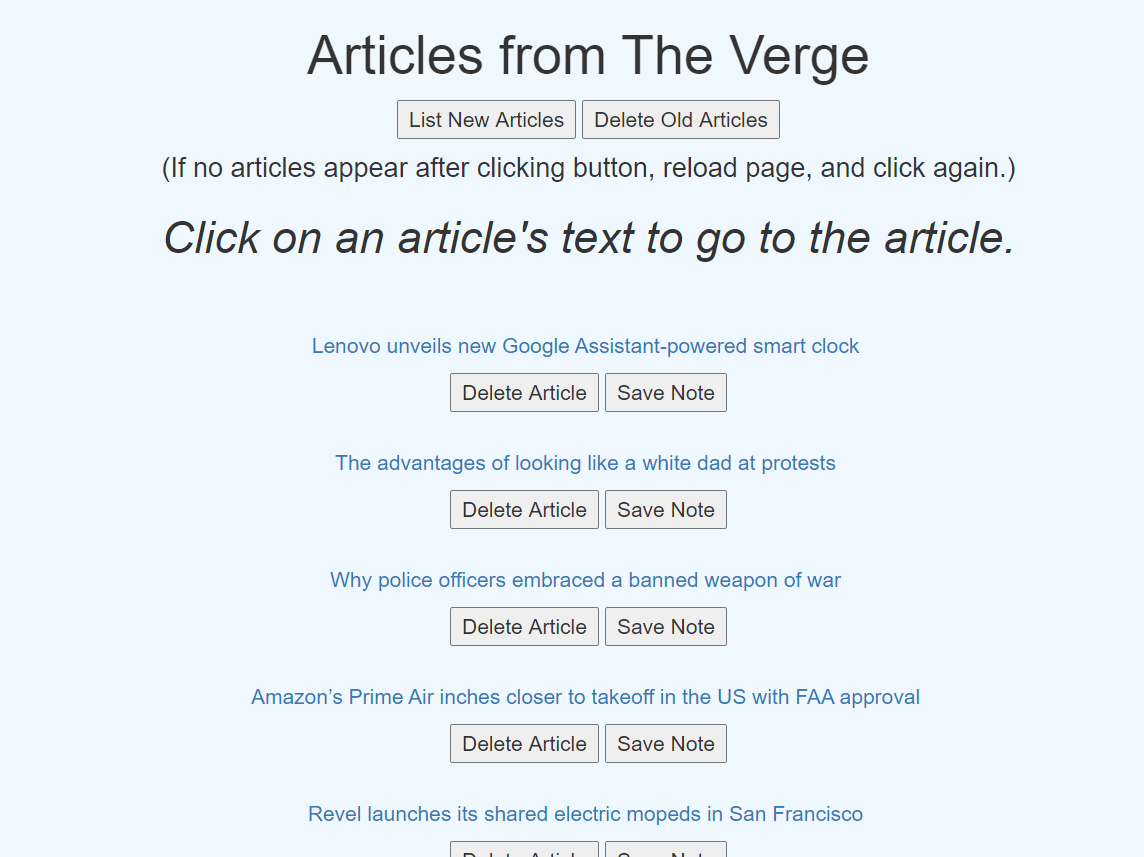 Articles from The Verge
List New Articles Delete Old Articles
(If no articles appear after clicking button, reload page, and click again.)
Click on an article's text to go to the article.
Lenovo unveils new Google Assistant-powered smart clock
Delete Article Save Note
The advantages of looking like a white dad at protests
Delete Article Save Note
Why police officers embraced a banned weapon of war
Delete Article Save Note
Amazon’s Prime Air inches closer to takeoff in the US with FAA approval
Delete Article Save Note
Revel launches its shared electric mopeds in San Francisco
Delete Article Save Note